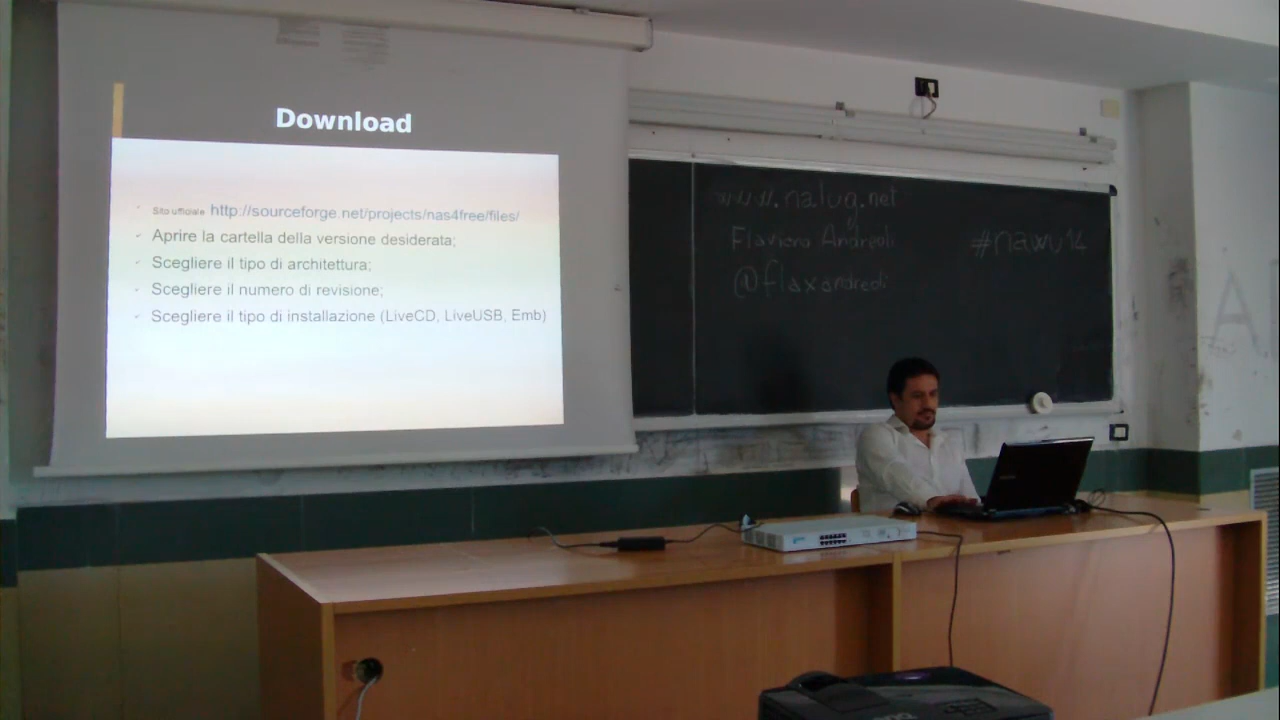 Download
Sito ufficiale http://sourceforge.net/projects/nas4free/files/
Aprire la cartella della versione desiderata;
Scegliere il tipo di architettura;
Scegliere il numero di revisione;
Scegliere il tipo di installazione (LiveCD, LiveUSB, Emb)
www.nalug.net
Flaviano Andreoli
@flaxandreoli
#naxu14